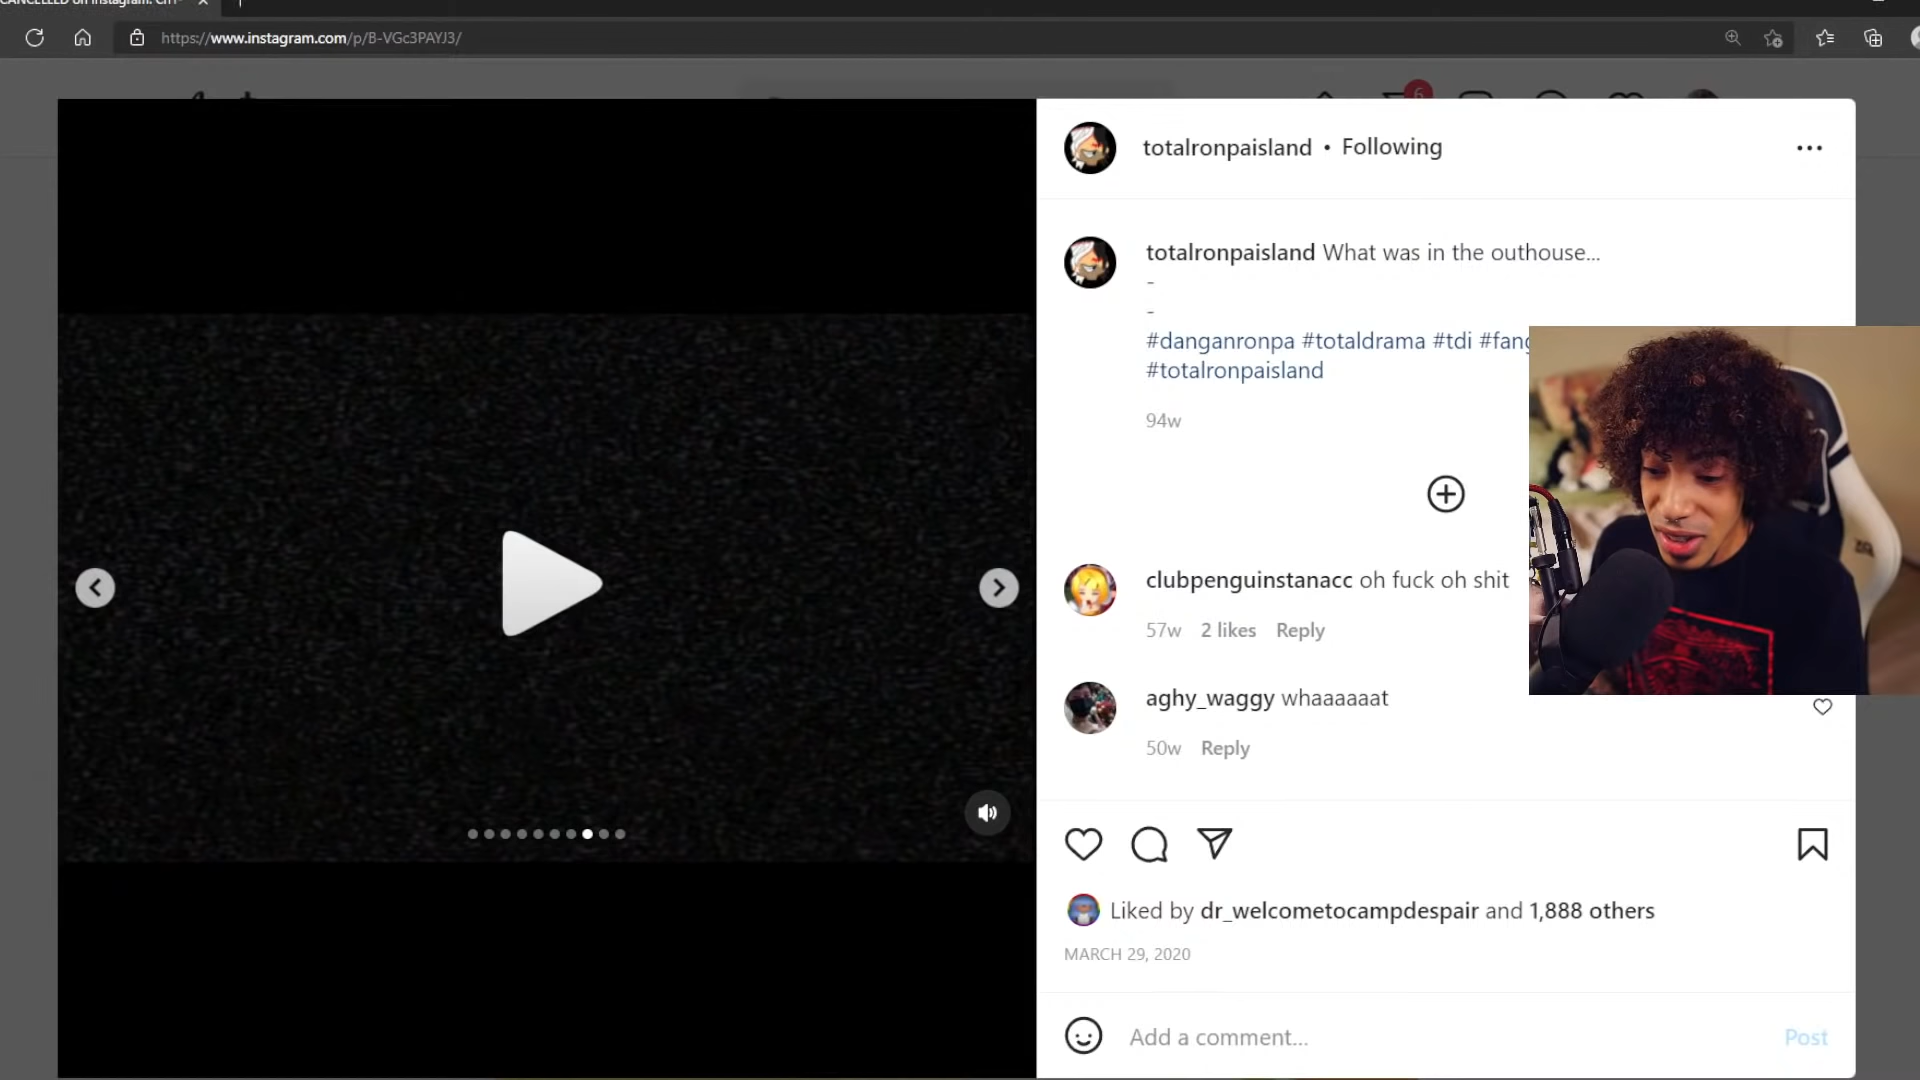 https://www.instagram.com/p/B-VGc3PAYJ3/
6
totalronpaisland • Following
totalronpaisland What was in the outhouse...
-
-
#danganronpa #totaldrama #tdi #fang
#totalronpaisland
94w
clubpenguinstanacc oh fuck oh shit
57w 2 likes Reply
aghy_waggy whaaaaaat
50w Reply
Liked by dr_welcometocampdespair and 1,888 others
MARCH 29, 2020
Add a comment... Post